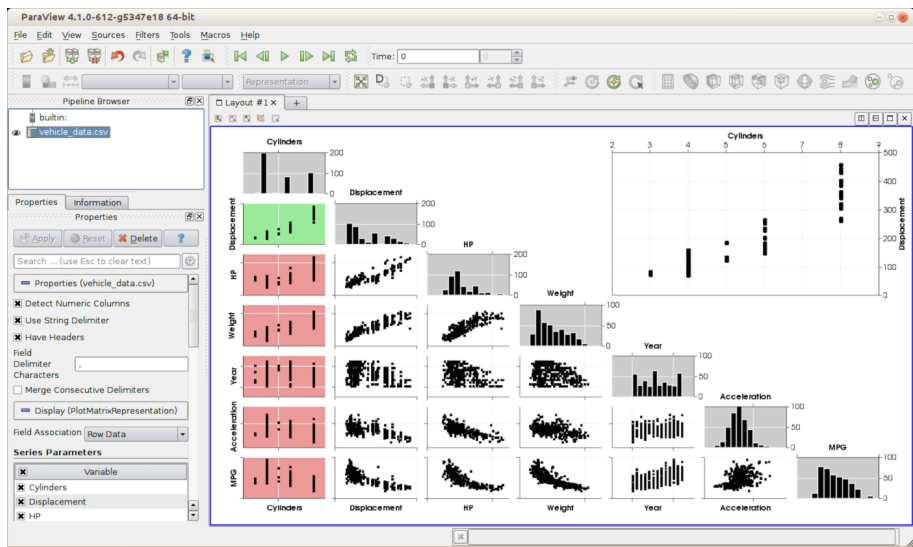 ParaView 4.1.0-612-g5347e18 64-bit
File Edit View Sources Filters Tools Macros Help
Time: 0 0
Representation
Pipeline Browser
builtin:
vehicle_data.csv
Properties Information
Properties
Apply Reset Delete ?
Search ... (use Esc to clear text)
Properties (vehicle_data.csv)
Detect Numeric Columns
Use String Delimiter
Have Headers
Field
Delimiter
Characters
,
Merge Consecutive Delimiters
Display (PlotMatrixRepresentation)
Field Association Row Data
Series Parameters
Variable
Cylinders
Displacement
HP
Layout #1 +
Cylinders
200
100
0
Displacement
200
100
0
HP
200
100
0
Weight
100
50
0
Year
100
50
0
Acceleration
100
50
0
MPG
100
50
0
Displacement
HP
Weight
Year
Acceleration
MPG
Cylinders Displacement HP Weight Year Acceleration
Cylinders
2 3 4 5 6 7 8 9
500
400
300
200
100
0
Displacement